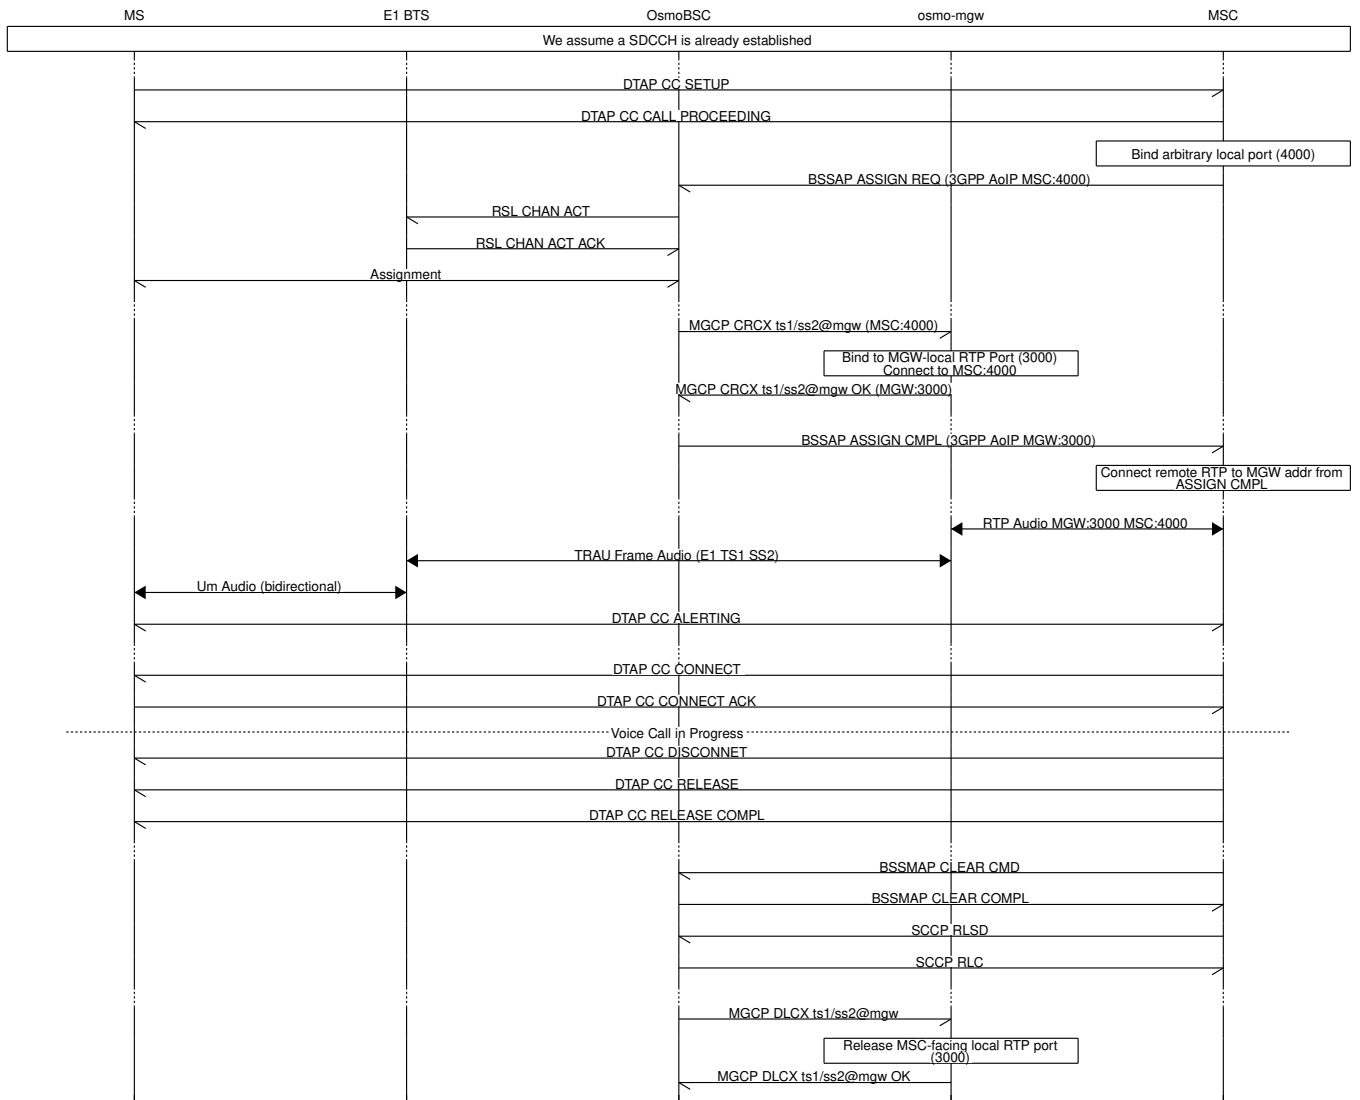 MS E1 BTS OsmoBSC osmo-mgw MSC
We assume a SDCCH is already established
DTAP CC SETUP
DTAP CC CALL PROCEEDING
Bind arbitrary local port (4000)
BSSAP ASSIGN REQ (3GPP AoIP MSC:4000)
RSL CHAN ACT
RSL CHAN ACT ACK
Assignment
MGCP CRCX ts1/ss2@mgw (MSC:4000)
Bind to MGW-local RTP Port (3000)
Connect to MSC:4000
MGCP CRCX ts1/ss2@mgw OK (MGW:3000)
BSSAP ASSIGN CMPL (3GPP AoIP MGW:3000)
Connect remote RTP to MGW addr from
ASSIGN CMPL
RTP Audio MGW:3000 MSC:4000
TRAU Frame Audio (E1 TS1 SS2)
Um Audio (bidirectional)
DTAP CC ALERTING
DTAP CC CONNECT
DTAP CC CONNECT ACK
Voice Call in Progress
DTAP CC DISCONNET
DTAP CC RELEASE
DTAP CC RELEASE COMPL
BSSMAP CLEAR CMD
BSSMAP CLEAR COMPL
SCCP RLSD
SCCP RLC
MGCP DLCX ts1/ss2@mgw
Release MSC-facing local RTP port
(3000)
MGCP DLCX ts1/ss2@mgw OK